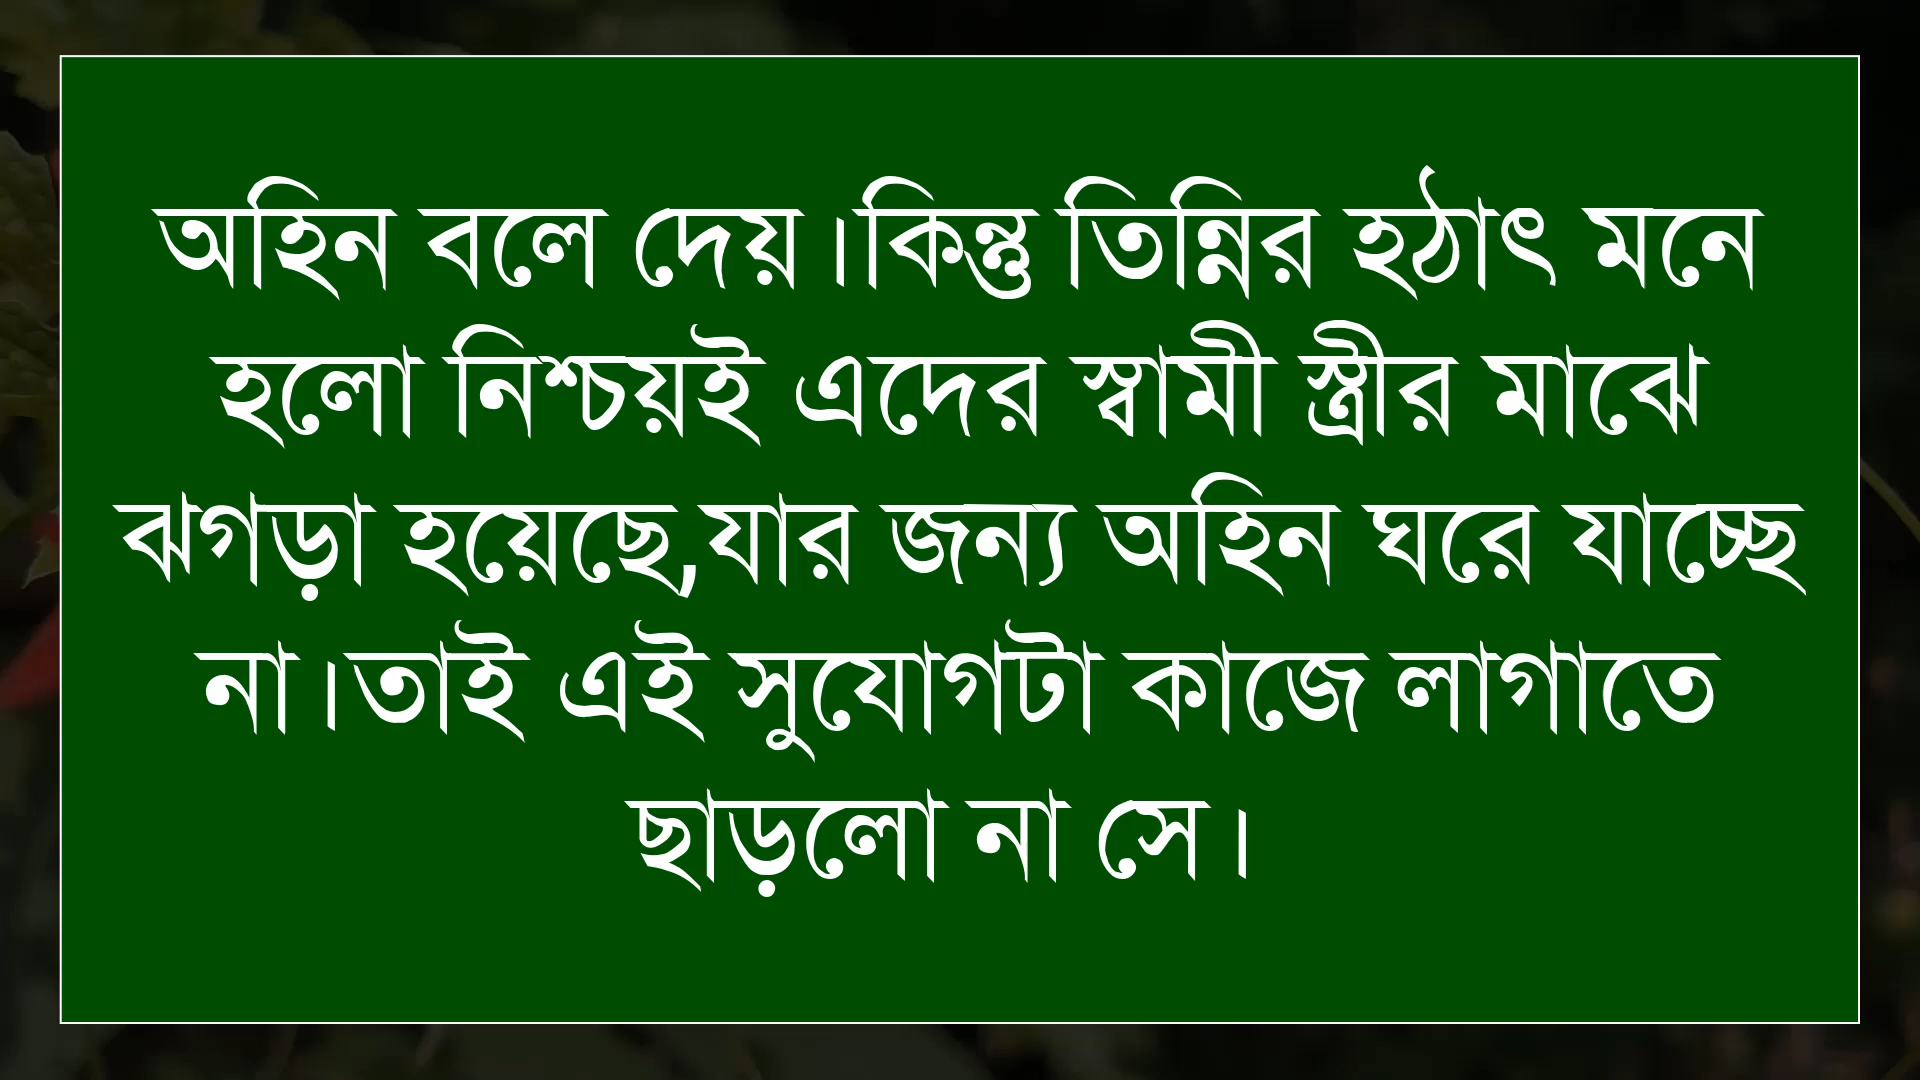 অহিন বলে দেয়।কিন্তু তিন্নির হঠাৎ মনে
হলো নিশ্চয়ই এদের স্বামী স্ত্রীর মাঝে
ঝগড়া হয়েছে,যার জন্য অহিন ঘরে যাচ্ছে
না।তাই এই সুযোগটা কাজে লাগাতে
ছাড়লো না সে।